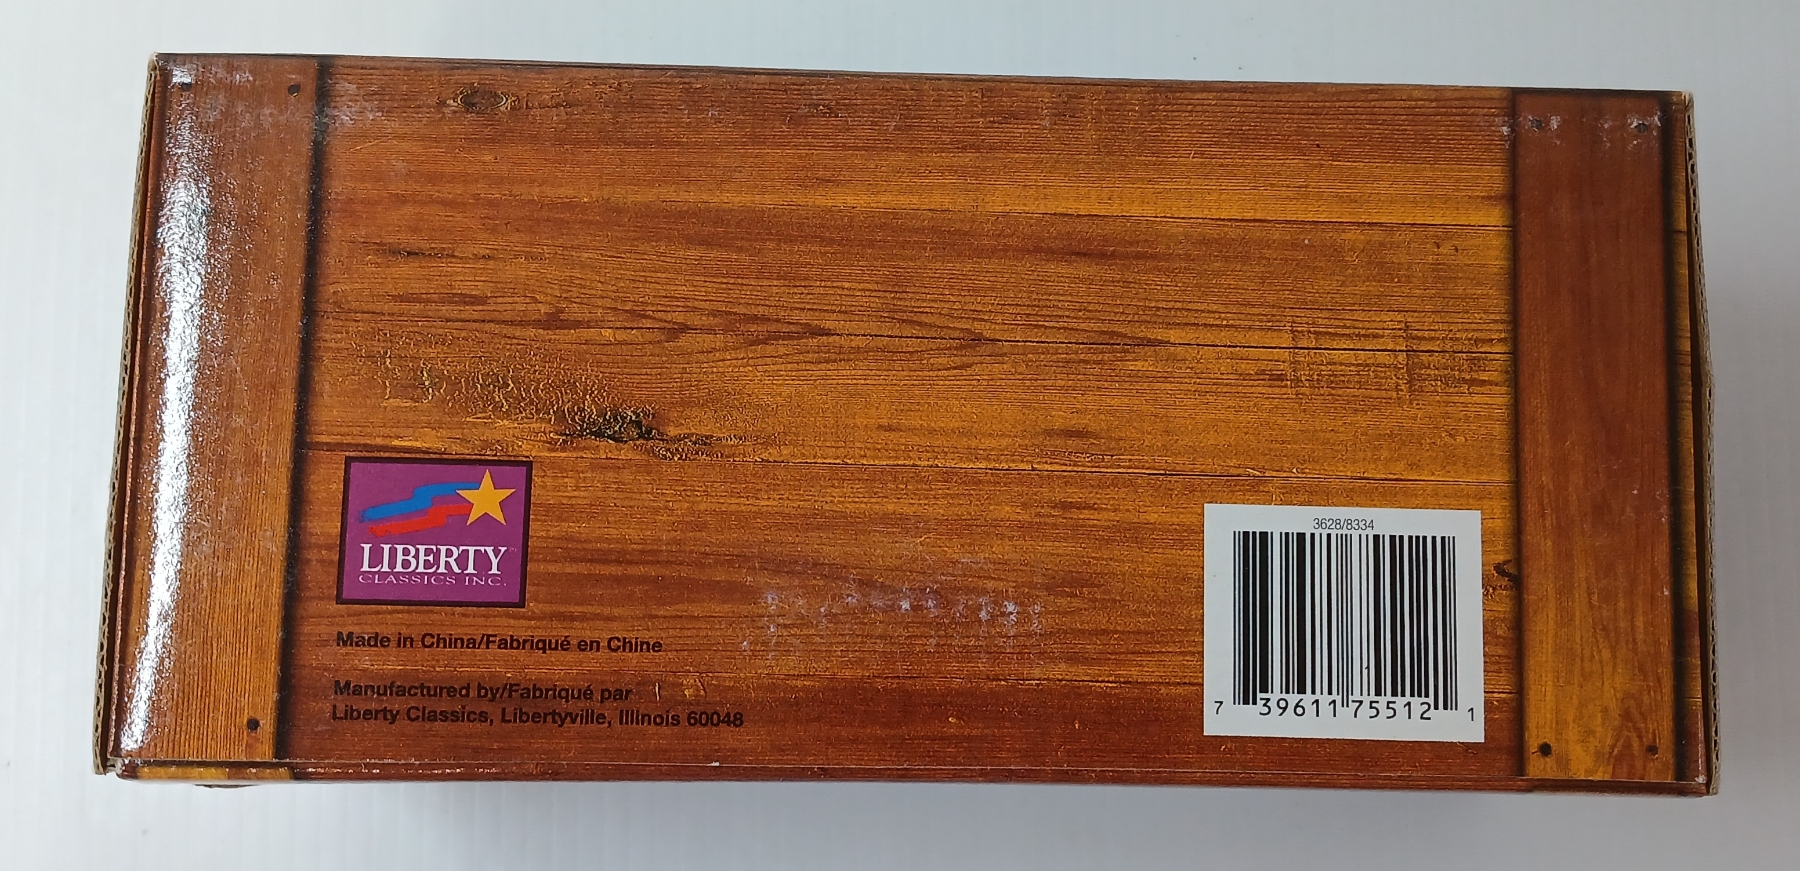 LIBERTY
CLASSICS INC.
Made in China/Fabriqué en Chine
Manufactured by/Fabriqué par
Liberty Classics, Libertyville, Illinois 60048
3628/8334
7 39611 75512 1